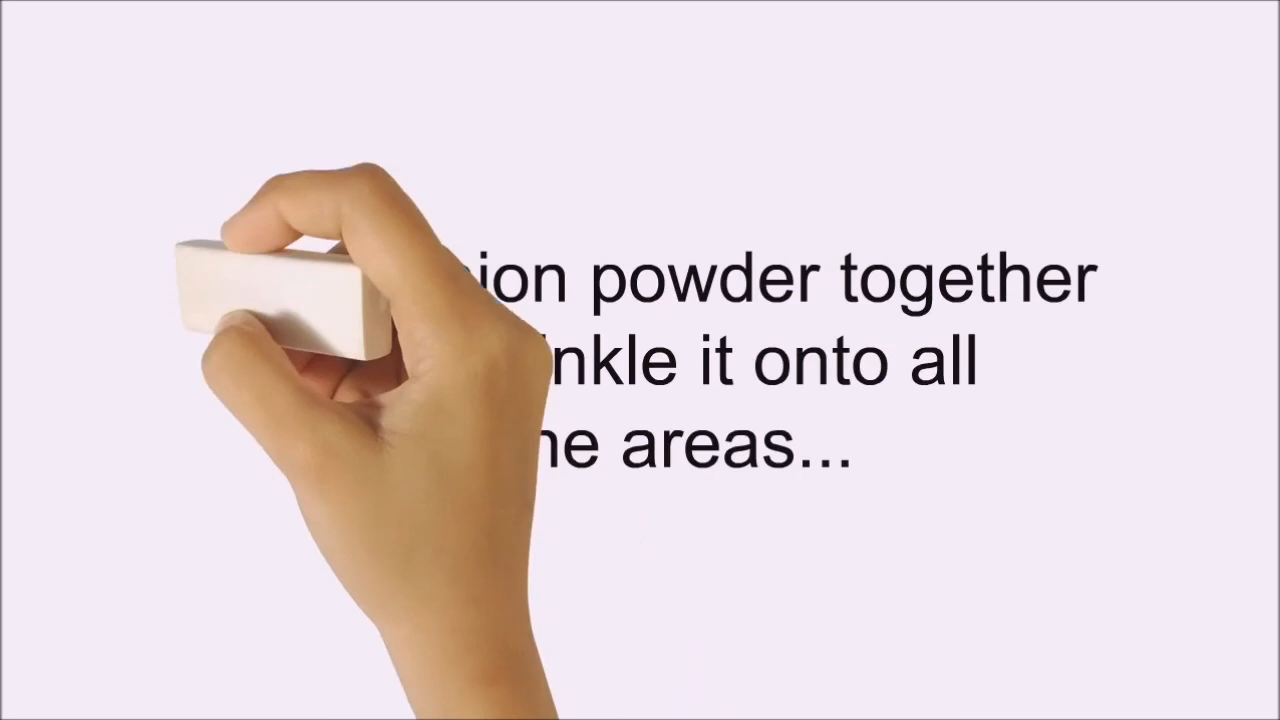 powder together
it onto all
areas...